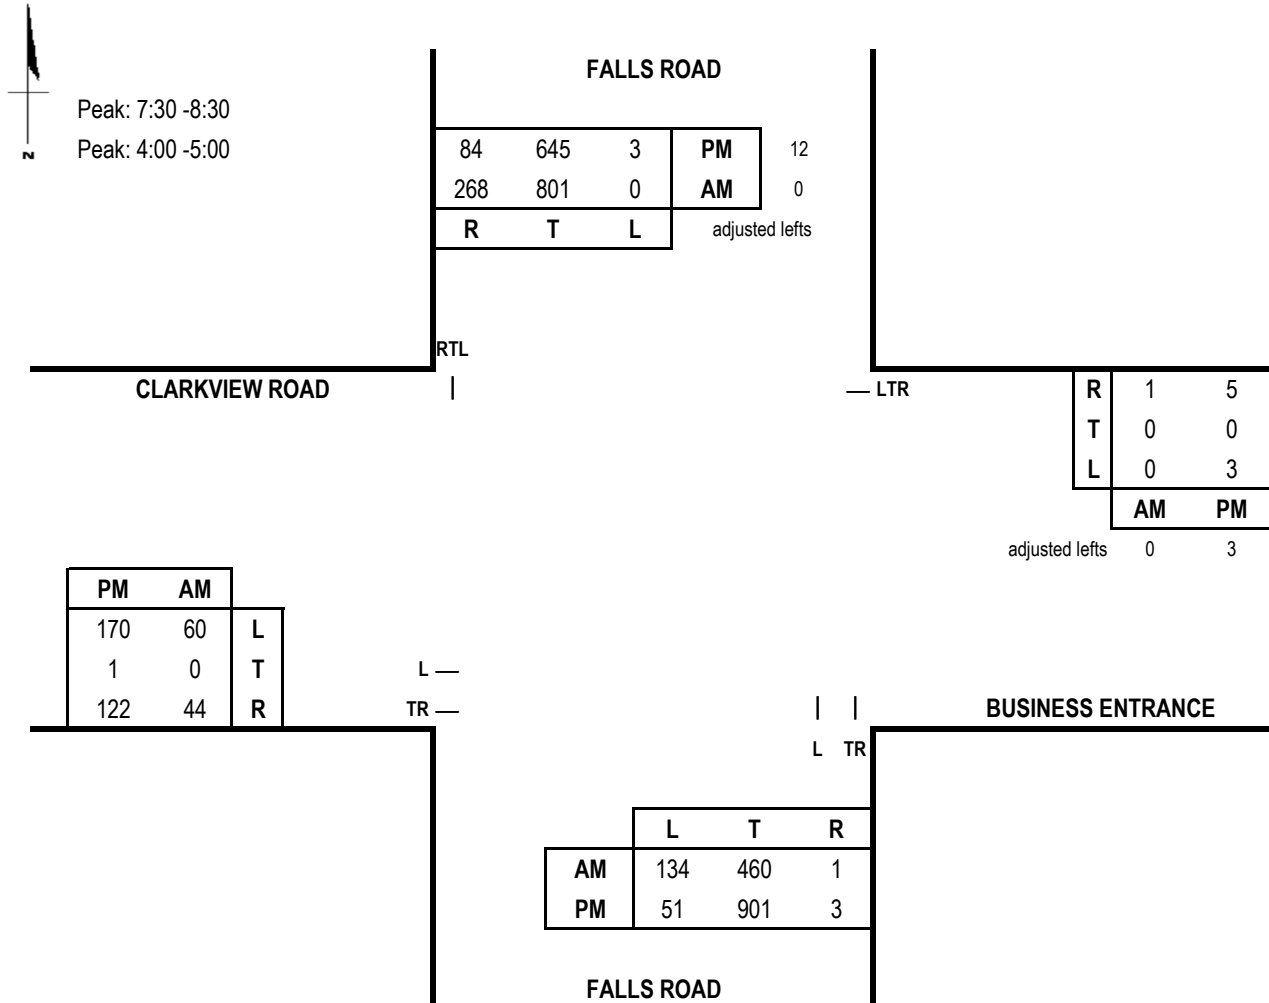 FALLS ROAD
Peak: 7:30 -8:30
Peak: 4:00 -5:00
N
84 645 3 PM 12
268 801 0 AM 0
R T L adjusted lefts
RTL
CLARKVIEW ROAD
LTR
R 1 5
T 0 0
L 0 3
AM PM
adjusted lefts 0 3
PM AM
170 60 L
1 0 T
122 44 R
L
TR
BUSINESS ENTRANCE
L TR
L T R
AM 134 460 1
PM 51 901 3
FALLS ROAD